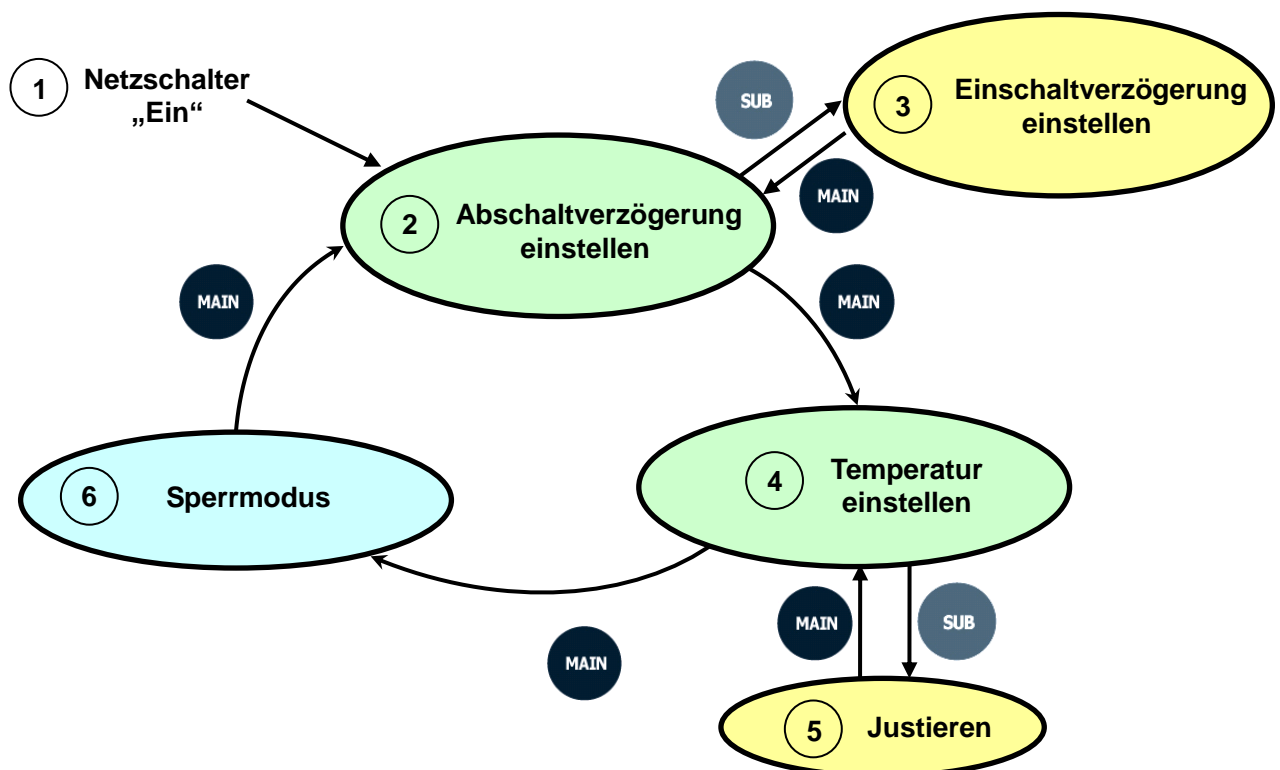 1 Netzschalter
„Ein“
SUB
3 Einschaltverzögerung
einstellen
MAIN
2 Abschaltverzögerung
einstellen
MAIN
MAIN
4 Temperatur
einstellen
6 Sperrmodus
MAIN
SUB
MAIN
5 Justieren